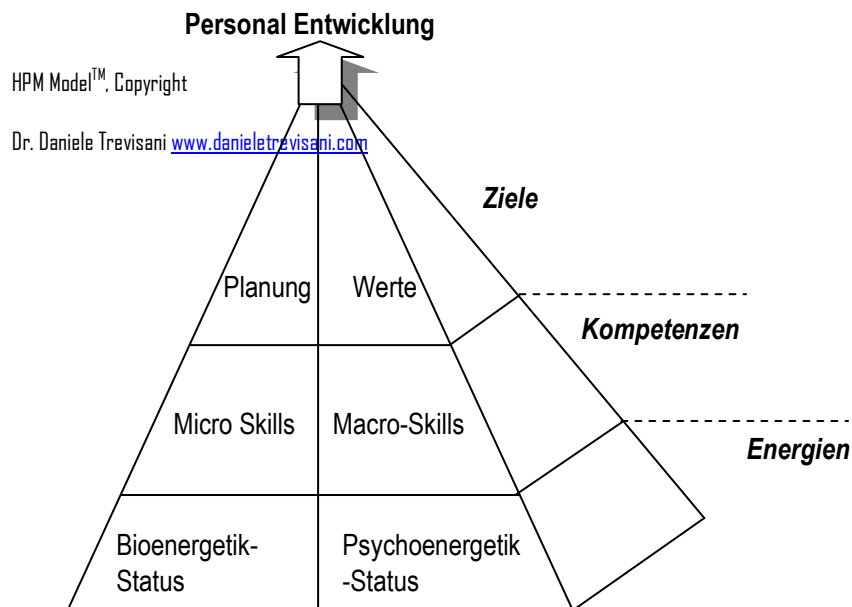 Personal Entwicklung
HPM Model™, Copyright
Dr. Daniele Trevisani www.danieletrevisani.com
Ziele
Planung Werte
Kompetenzen
Micro Skills Macro-Skills
Energien
Bioenergetik-
Status
Psychoenergetik
-Status